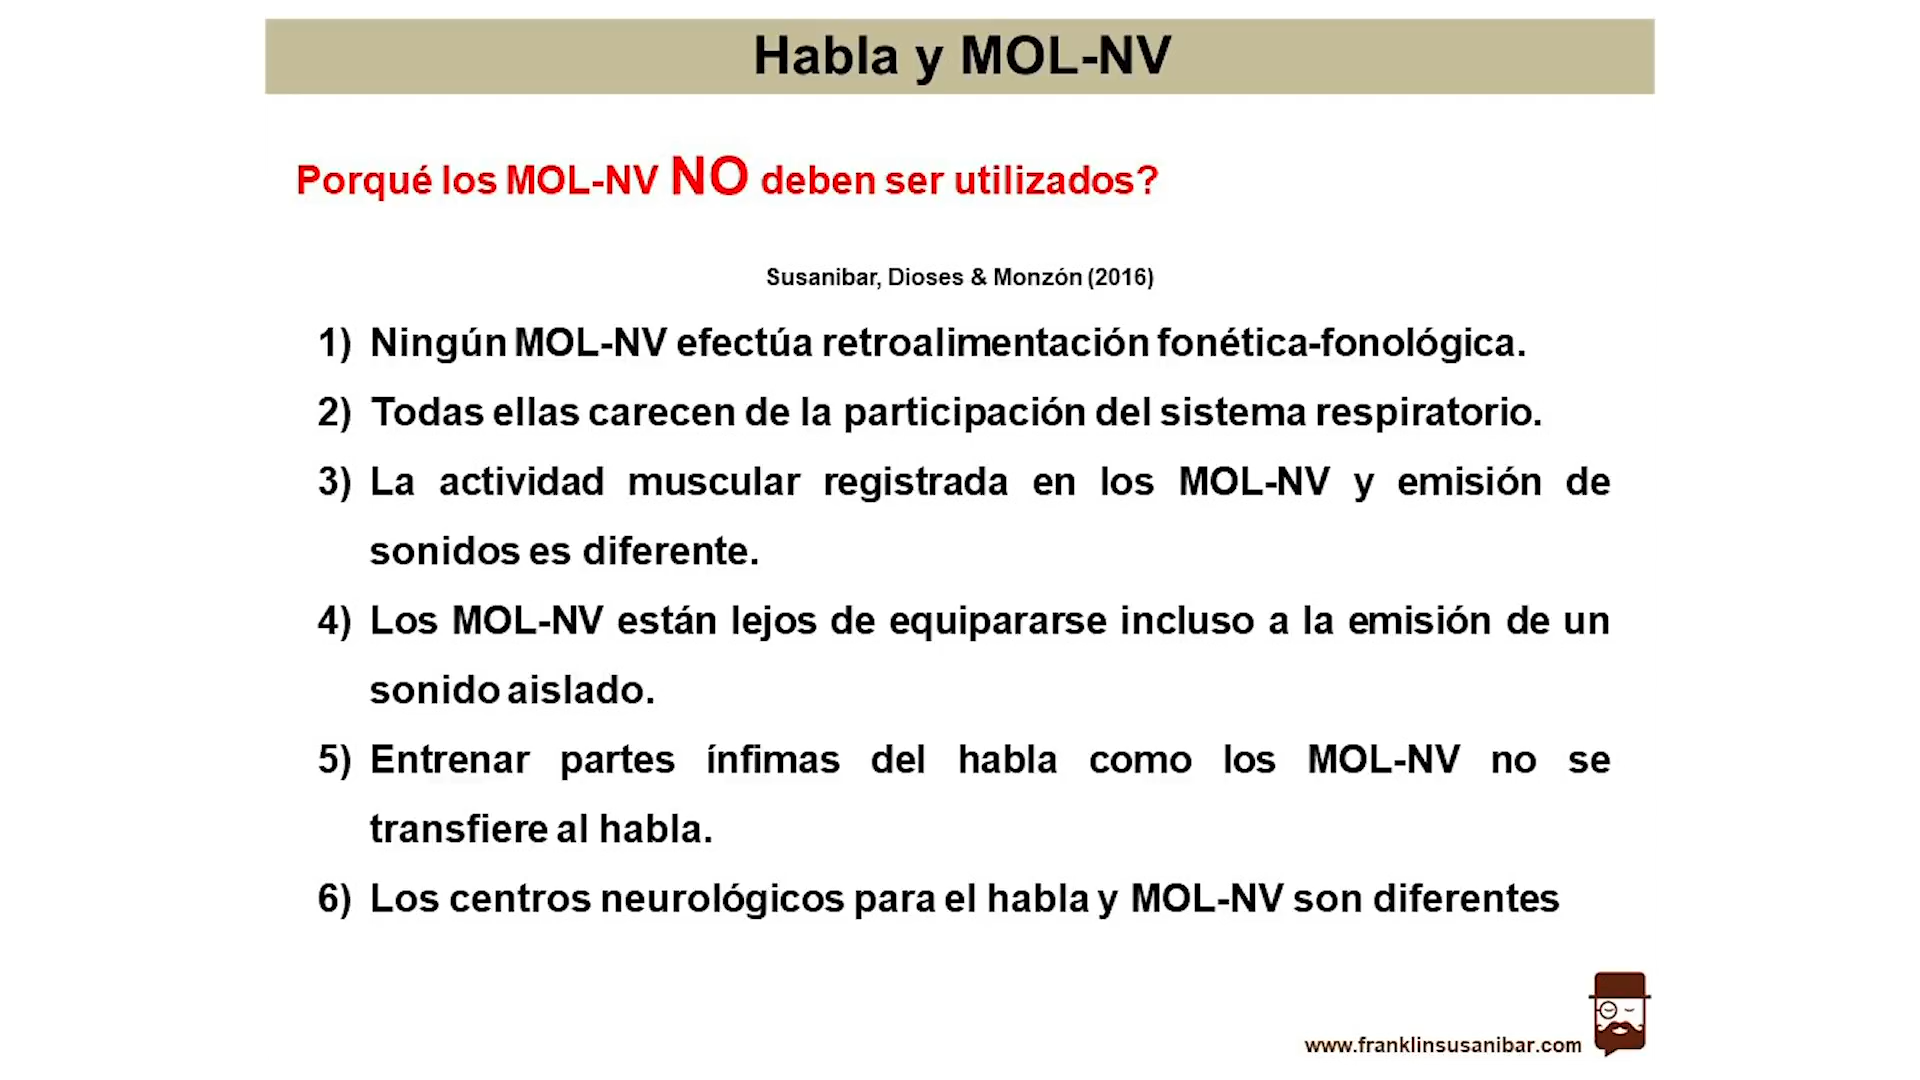 Habla y MOL-NV
Porqué los MOL-NV NO deben ser utilizados?
Susanibar, Dioses & Monzón (2016)
1) Ningún MOL-NV efectúa retroalimentación fonética-fonológica.
2) Todas ellas carecen de la participación del sistema respiratorio.
3) La actividad muscular registrada en los MOL-NV y emisión de
sonidos es diferente.
4) Los MOL-NV están lejos de equipararse incluso a la emisión de un
sonido aislado.
5) Entrenar partes ínfimas del habla como los MOL-NV no se
transfiere al habla.
6) Los centros neurológicos para el habla y MOL-NV son diferentes
www.franklinsusanibar.com